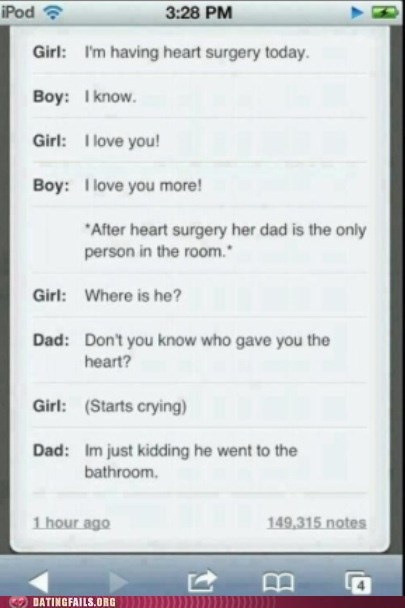 iPod 3:28 PM
Girl: I'm having heart surgery today.
Boy: I know.
Girl: I love you!
Boy: I love you more!
*After heart surgery her dad is the only
person in the room.*
Girl: Where is he?
Dad: Don't you know who gave you the
heart?
Girl: (Starts crying)
Dad: Im just kidding he went to the
bathroom.
1 hour ago 149,315 notes
4
DATINGFAILS.ORG